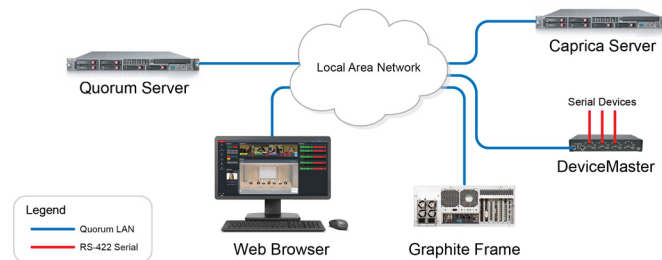 Caprica Server
Local Area Network
Quorum Server
Serial Devices
DeviceMaster
Legend
Quorum LAN
RS-422 Serial
Web Browser
Graphite Frame